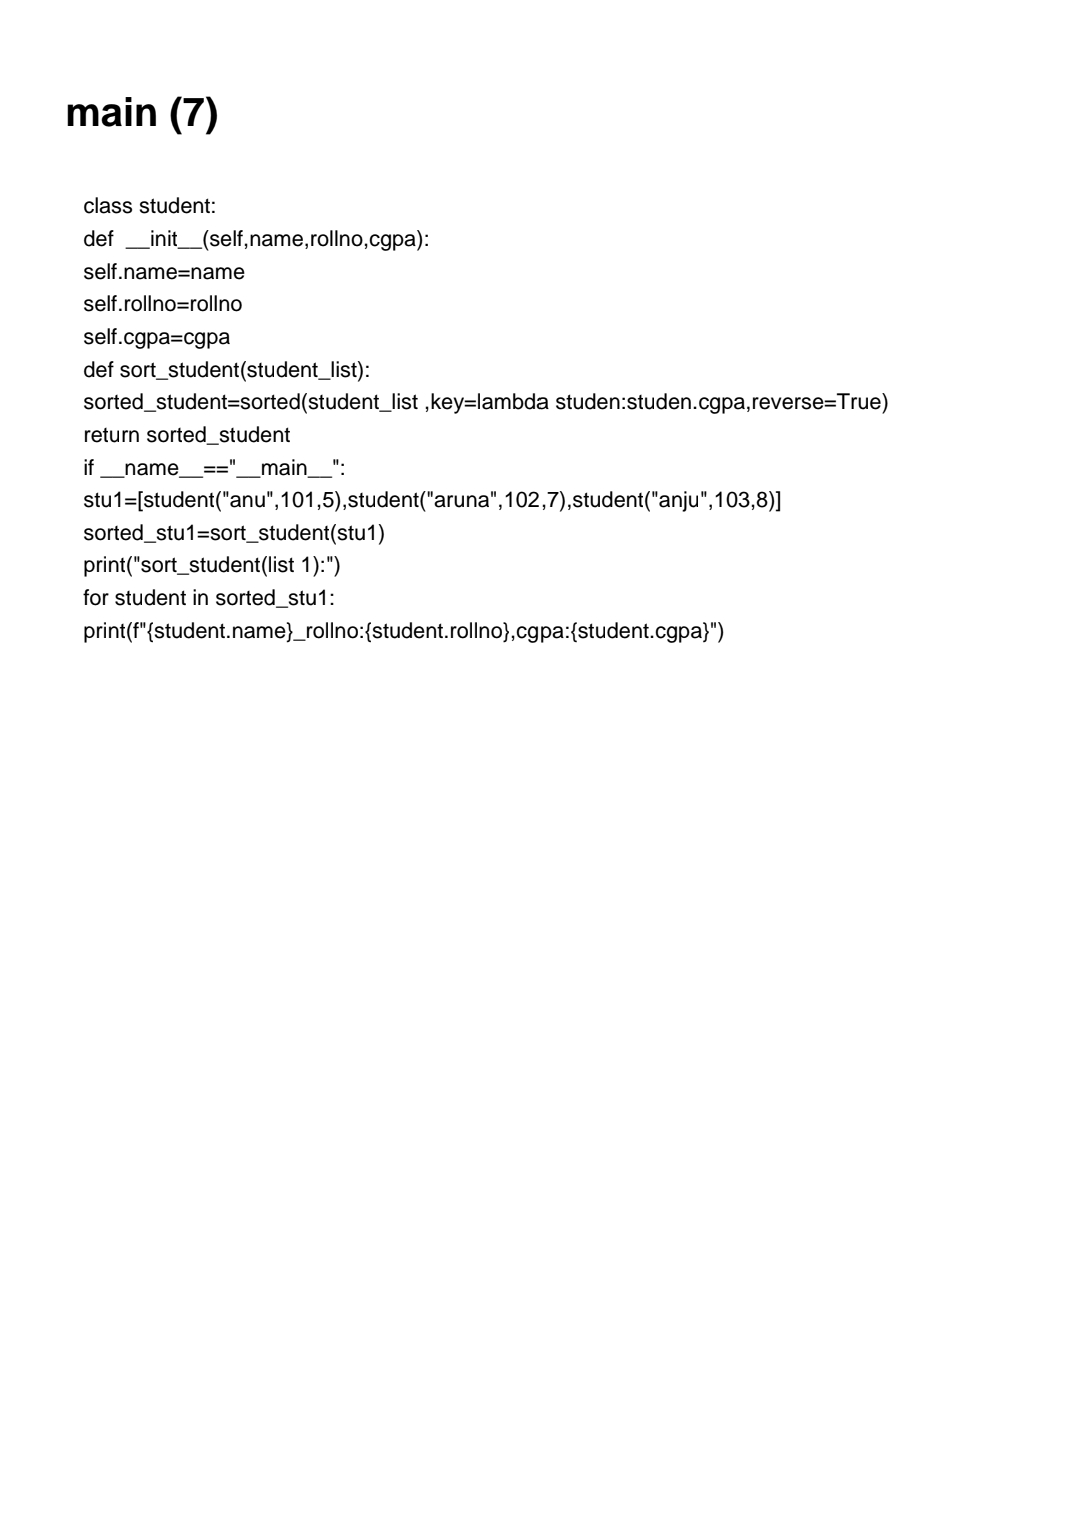 main (7)
class student:
def  __init__(self,name,rollno,cgpa):
self.name=name
self.rollno=rollno
self.cgpa=cgpa
def sort_student(student_list):
sorted_student=sorted(student_list ,key=lambda studen:studen.cgpa,reverse=True)
return sorted_student
if __name__=="__main__":
stu1=[student("anu",101,5),student("aruna",102,7),student("anju",103,8)]
sorted_stu1=sort_student(stu1)
print("sort_student(list 1):")
for student in sorted_stu1:
print(f"{student.name}_rollno:{student.rollno},cgpa:{student.cgpa}")